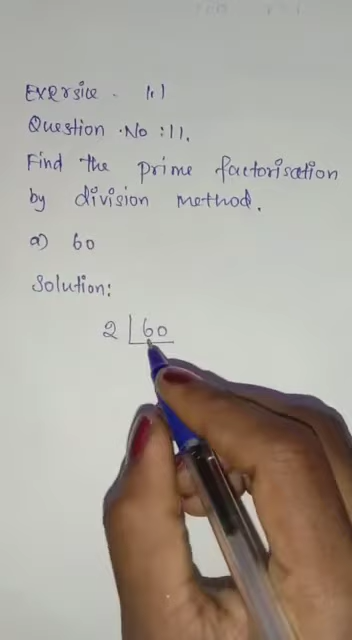 Exersice . 1.1
Question .No : 11.
Find the prime factorisation
by division method.
a) 60
Solution:
2 | 60